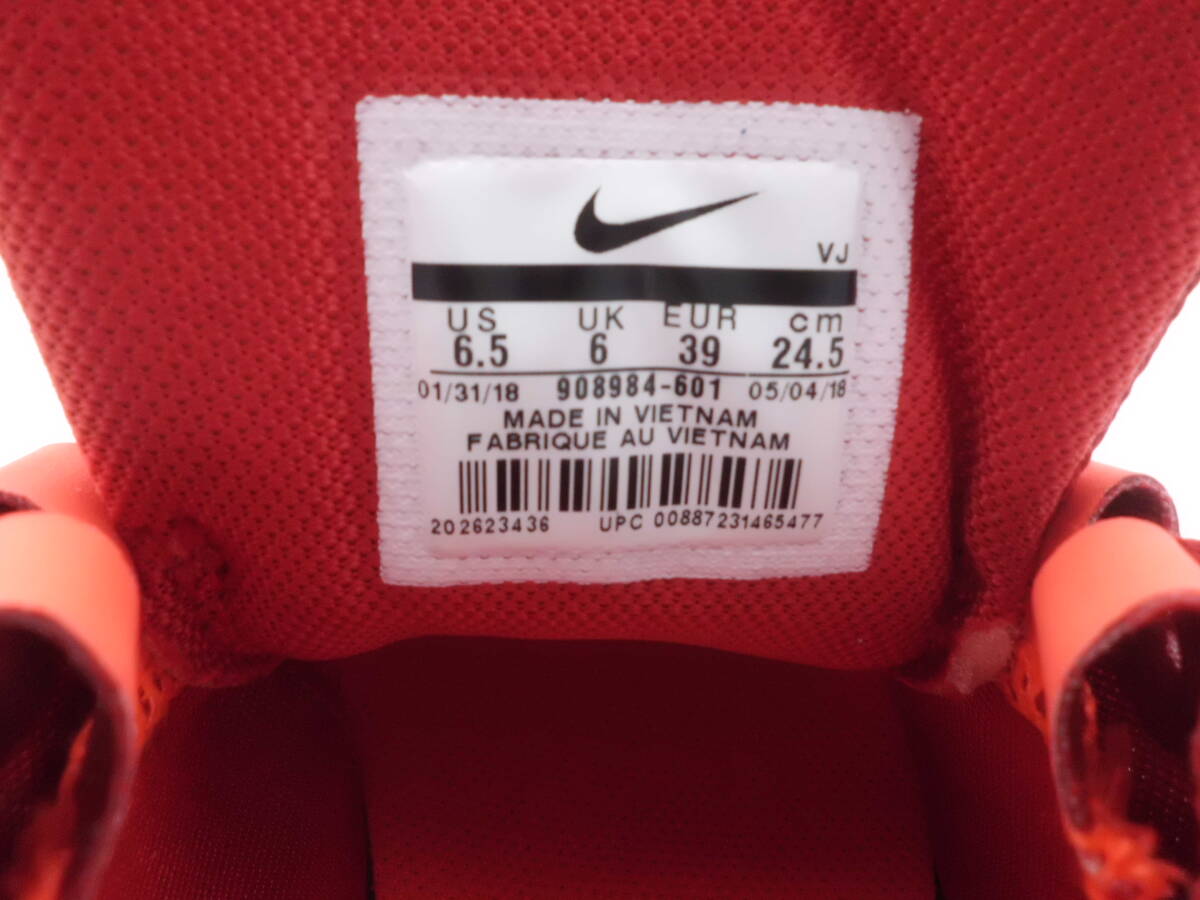 VJ
US UK EUR cm
6.5 6 39 24.5
01/31/18 908984-601 05/04/18
MADE IN VIETNAM
FABRIQUE AU VIETNAM
202623436 UPC 00887231465477